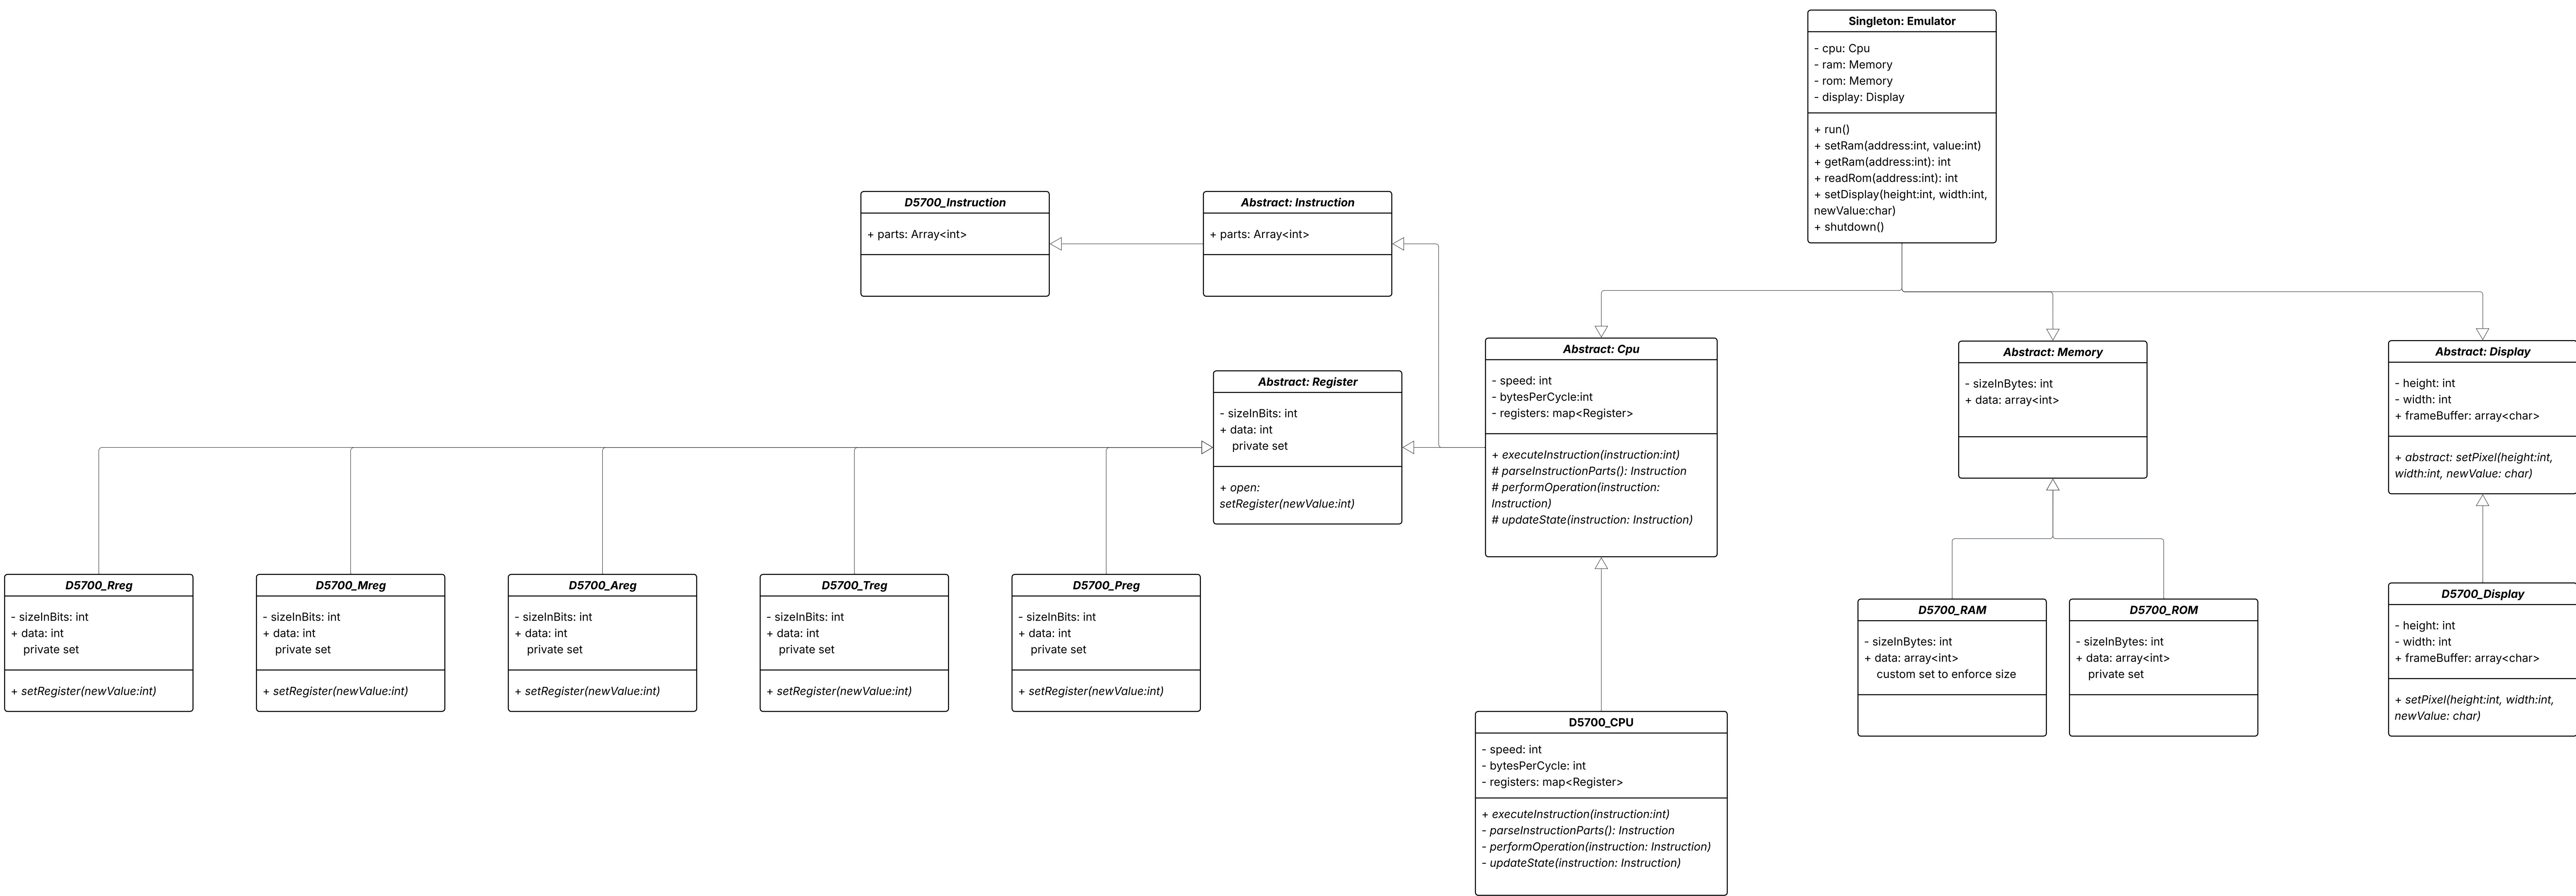 Singleton: Emulator
- cpu: Cpu
- ram: Memory
- rom: Memory
- display: Display
+ run()
+ setRam(address:int, value:int)
+ getRam(address:int): int
+ readRom(address:int): int
+ setDisplay(height:int, width:int,
newValue:char)
+ shutdown()
D5700_Instruction
+ parts: Array<int>
Abstract: Instruction
+ parts: Array<int>
Abstract: Register
- sizeInBits: int
+ data: int
private set
+ open:
setRegister(newValue:int)
Abstract: Cpu
- speed: int
- bytesPerCycle:int
- registers: map<Register>
+ executeInstruction(instruction:int)
# parseInstructionParts(): Instruction
# performOperation(instruction:
Instruction)
# updateState(instruction: Instruction)
Abstract: Memory
- sizeInBytes: int
+ data: array<int>
Abstract: Display
- height: int
- width: int
+ frameBuffer: array<char>
+ abstract: setPixel(height:int,
width:int, newValue: char)
D5700_Rreg
- sizeInBits: int
+ data: int
private set
+ setRegister(newValue:int)
D5700_Mreg
- sizeInBits: int
+ data: int
private set
+ setRegister(newValue:int)
D5700_Areg
- sizeInBits: int
+ data: int
private set
+ setRegister(newValue:int)
D5700_Treg
- sizeInBits: int
+ data: int
private set
+ setRegister(newValue:int)
D5700_Preg
- sizeInBits: int
+ data: int
private set
+ setRegister(newValue:int)
D5700_CPU
- speed: int
- bytesPerCycle: int
- registers: map<Register>
+ executeInstruction(instruction:int)
- parseInstructionParts(): Instruction
- performOperation(instruction: Instruction)
- updateState(instruction: Instruction)
D5700_RAM
- sizeInBytes: int
+ data: array<int>
custom set to enforce size
D5700_ROM
- sizeInBytes: int
+ data: array<int>
private set
D5700_Display
- height: int
- width: int
+ frameBuffer: array<char>
+ setPixel(height:int, width:int,
newValue: char)